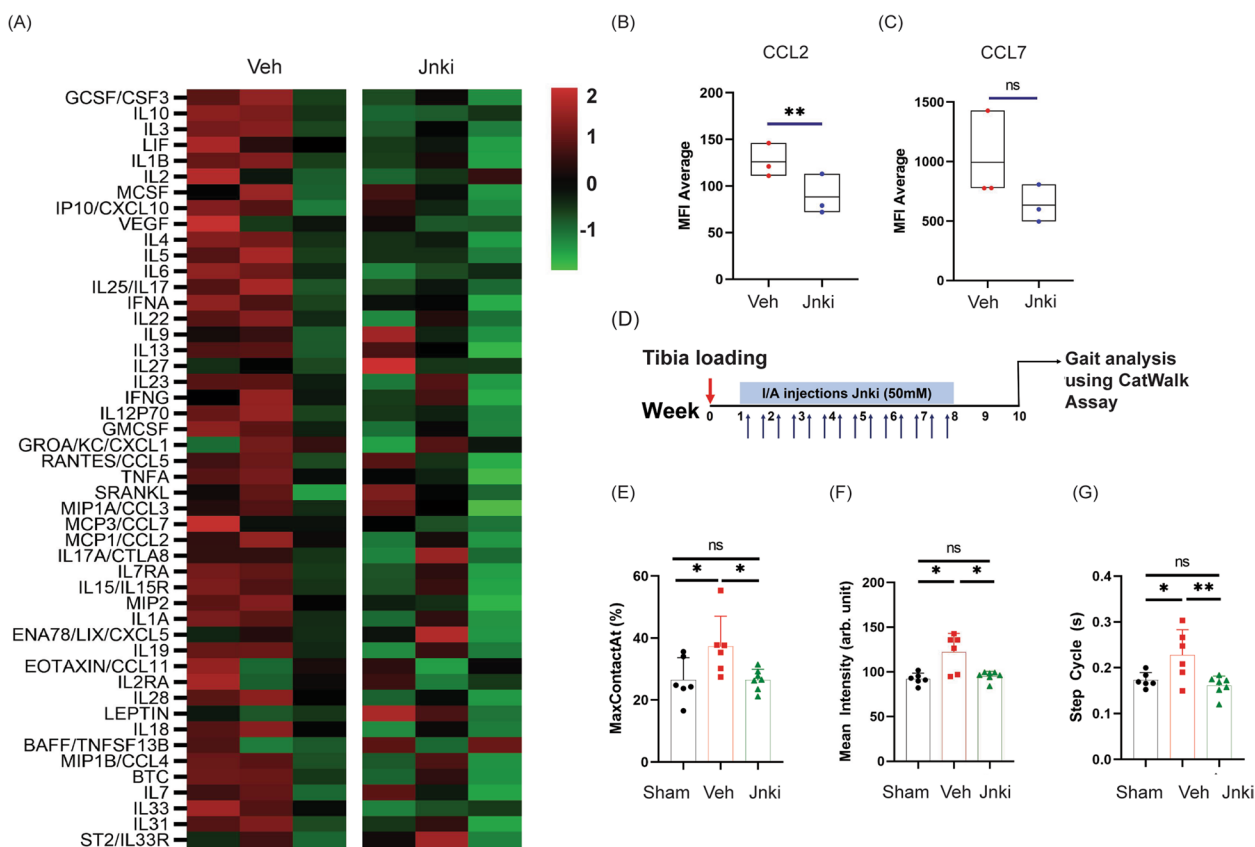 (A)
Veh Jnki
GCSF/CSF3
IL10
IL3
LIF
IL1B
IL2
MCSF
IP10/CXCL10
VEGF
IL4
IL5
IL6
IL25/IL17
IFNA
IL22
IL9
IL13
IL27
IL23
IFNG
IL12P70
GMCSF
GROA/KC/CXCL1
RANTES/CCL5
TNFA
SRANKL
MIP1A/CCL3
MCP3/CCL7
MCP1/CCL2
IL17A/CTLA8
IL7RA
IL15/IL15R
MIP2
IL1A
ENA78/LIX/CXCL5
IL19
EOTAXIN/CCL11
IL2RA
IL28
LEPTIN
IL18
BAFF/TNFSF13B
MIP1B/CCL4
BTC
IL7
IL33
IL31
ST2/IL33R
2
1
0
-1
(B)
CCL2
MFI Average
200
150
100
50
0
**
Veh Jnki
(C)
CCL7
MFI Average
1500
1000
500
0
ns
Veh Jnki
(D)
Tibia loading
I/A injections Jnki (50mM)
Week
0 1 2 3 4 5 6 7 8 9 10
Gait analysis
using CatWalk
Assay
(E)
MaxContactAt (%)
60
40
20
0
ns
* *
Sham Veh Jnki
(F)
Mean Intensity (arb. unit)
200
150
100
50
0
ns
* *
Sham Veh Jnki
(G)
Step Cycle (s)
0.4
0.3
0.2
0.1
0.0
ns
* **
Sham Veh Jnki